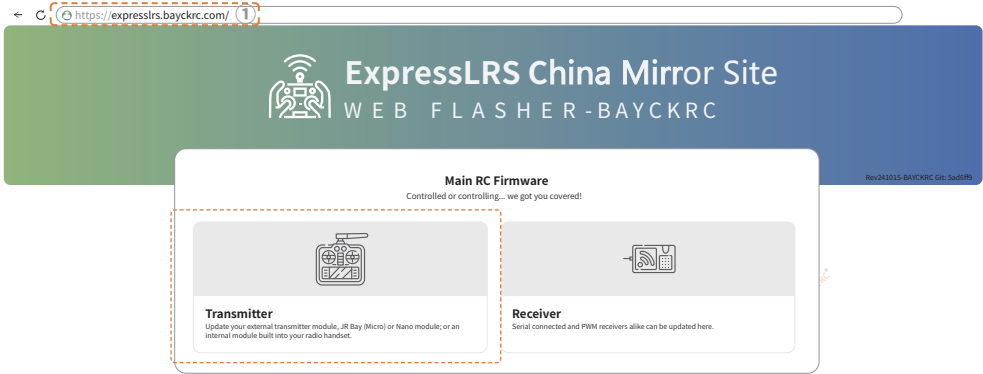 https://expresslrs.bayckrc.com/ 1
ExpressLRS China Mirror Site
WEB FLASHER-BAYCKRC
Rev241015-BAYCKRC Git: 5ad6ff9
Main RC Firmware
Controlled or controlling... we got you covered!
Transmitter
Update your external transmitter module, JR Bay (Micro) or Nano module; or an
internal module built into your radio handset.
Receiver
Serial connected and PWM receivers alike can be updated here.